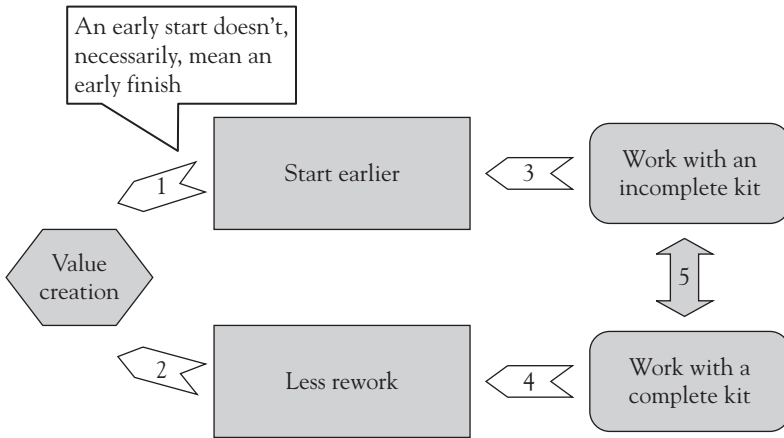 An early start doesn't,
necessarily, mean an
early finish
1
Start earlier
3
Work with an
incomplete kit
Value
creation
5
2
Less rework
4
Work with a
complete kit